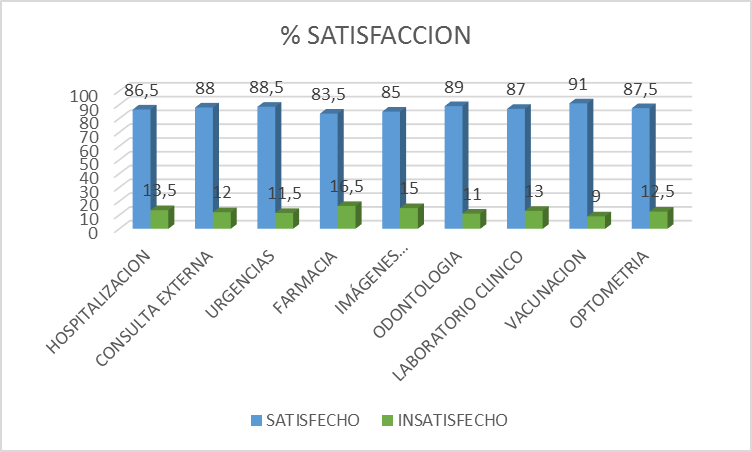 % SATISFACCION
86,5 88 88,5 83,5 85 89 87 91 87,5
13,5 12 11,5 16,5 15 11 13 9 12,5
100
90
80
70
60
50
40
30
20
10
0
HOSPITALIZACION
CONSULTA EXTERNA
URGENCIAS
FARMACIA
IMÁGENES...
ODONTOLOGIA
LABORATORIO CLINICO
VACUNACION
OPTOMETRIA
SATISFECHO INSATISFECHO